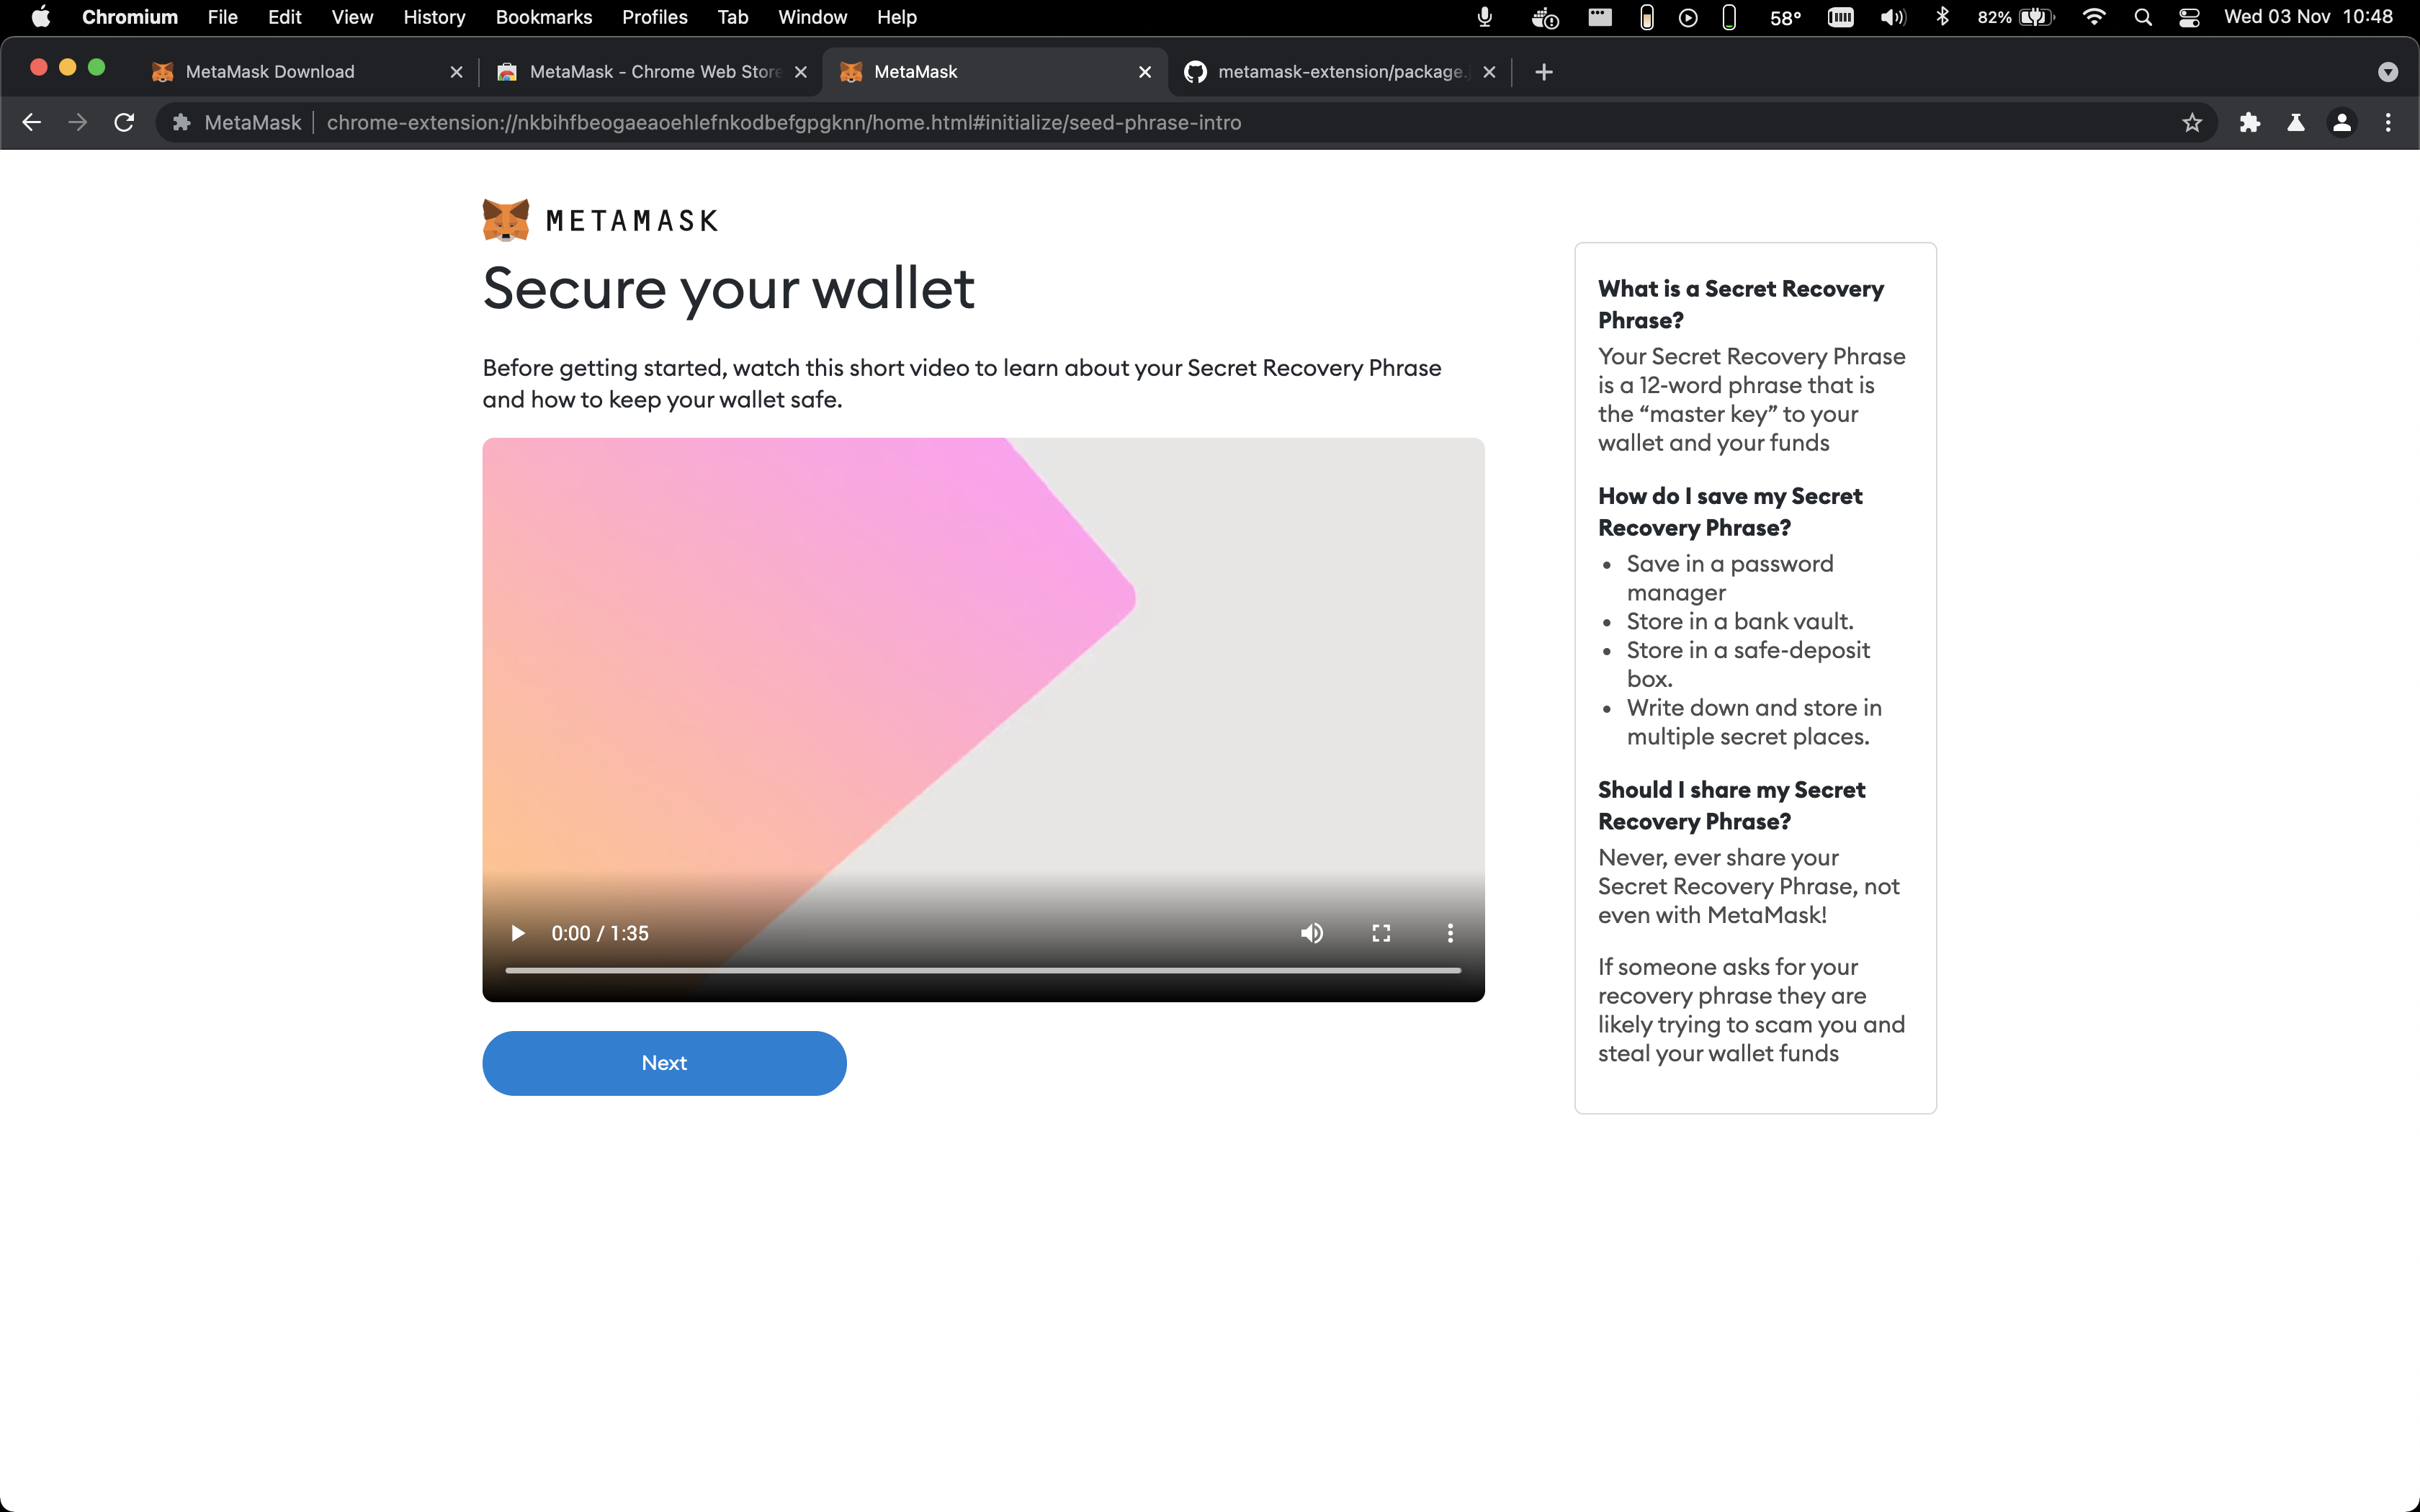 Chromium File Edit View History Bookmarks Profiles Tab Window Help 58° 82% Wed 03 Nov 10:48
MetaMask Download MetaMask - Chrome Web Store MetaMask metamask-extension/package.j
MetaMask chrome-extension://nkbihfbeogaeaoehlefnkodbefgpgknn/home.html#initialize/seed-phrase-intro
METAMASK
Secure your wallet
Before getting started, watch this short video to learn about your Secret Recovery Phrase
and how to keep your wallet safe.
0:00 / 1:35
Next
What is a Secret Recovery
Phrase?
Your Secret Recovery Phrase
is a 12-word phrase that is
the “master key” to your
wallet and your funds
How do I save my Secret
Recovery Phrase?
• Save in a password
manager
• Store in a bank vault.
• Store in a safe-deposit
box.
• Write down and store in
multiple secret places.
Should I share my Secret
Recovery Phrase?
Never, ever share your
Secret Recovery Phrase, not
even with MetaMask!
If someone asks for your
recovery phrase they are
likely trying to scam you and
steal your wallet funds